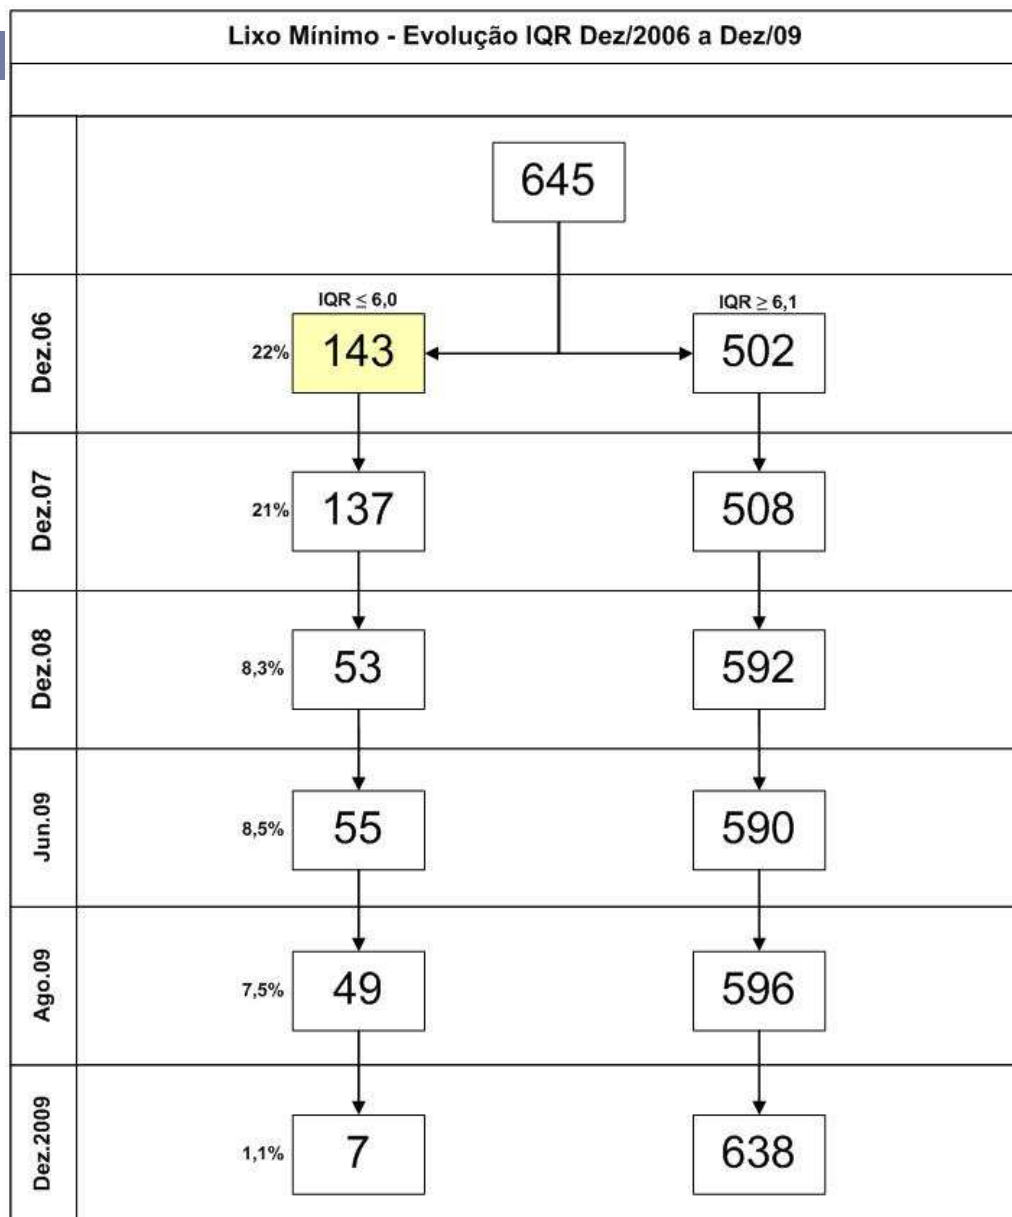 Lixo Mínimo - Evolução IQR Dez/2006 a Dez/09
645
Dez.06
IQR ≤ 6,0
IQR ≥ 6,1
22%
143
502
Dez.07
21%
137
508
Dez.08
8,3%
53
592
Jun.09
8,5%
55
590
Ago.09
7,5%
49
596
Dez.2009
1,1%
7
638